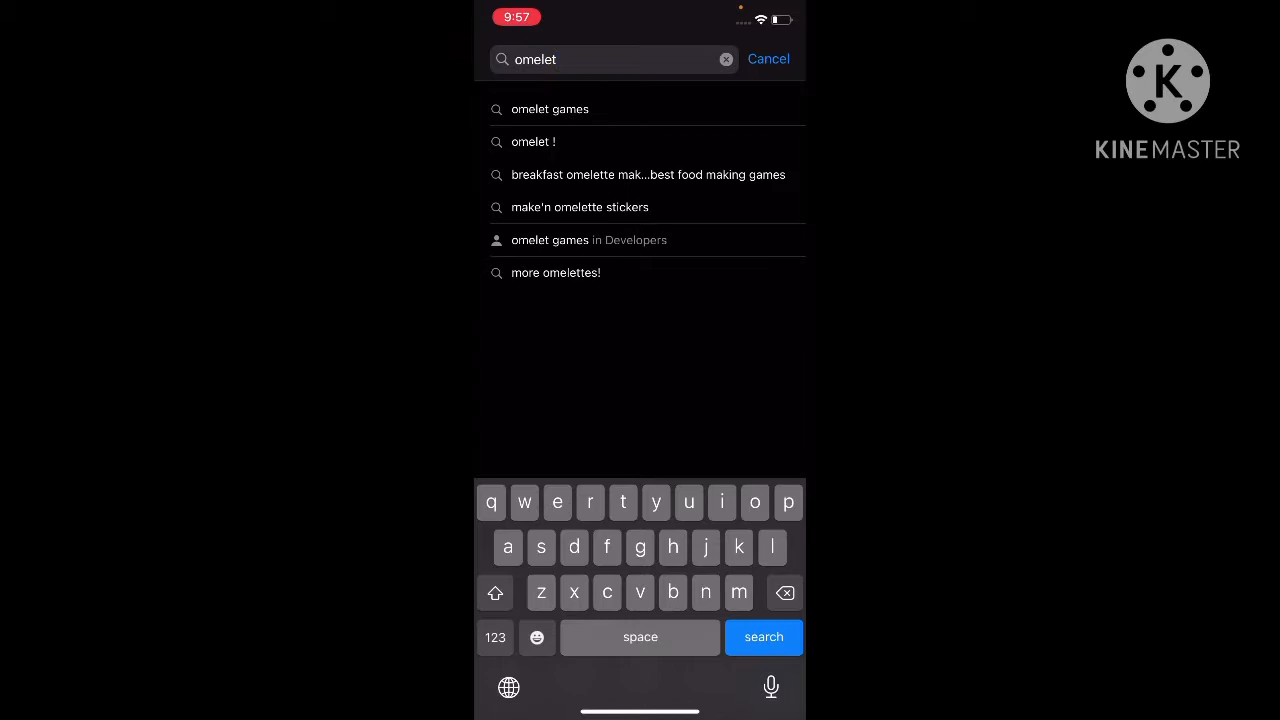 9:57
omelet
Cancel
omelet games
omelet !
breakfast omelette mak...best food making games
make'n omelette stickers
omelet games in Developers
more omelettes!
q w e r t y u i o p
a s d f g h j k l
z x c v b n m
123
space
search
K
KINEMASTER